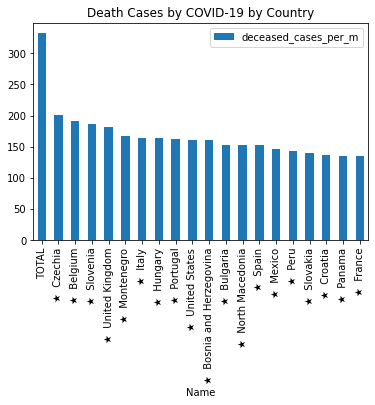 Death Cases by COVID-19 by Country
deceased_cases_per_m
300
250
200
150
100
50
0
TOTAL
★ Czechia
★ Belgium
★ Slovenia
★ United Kingdom
★ Montenegro
★ Italy
★ Hungary
★ Portugal
★ United States
★ Bosnia and Herzegovina
★ Bulgaria
★ North Macedonia
★ Spain
★ Mexico
★ Peru
★ Slovakia
★ Croatia
★ Panama
★ France
Name